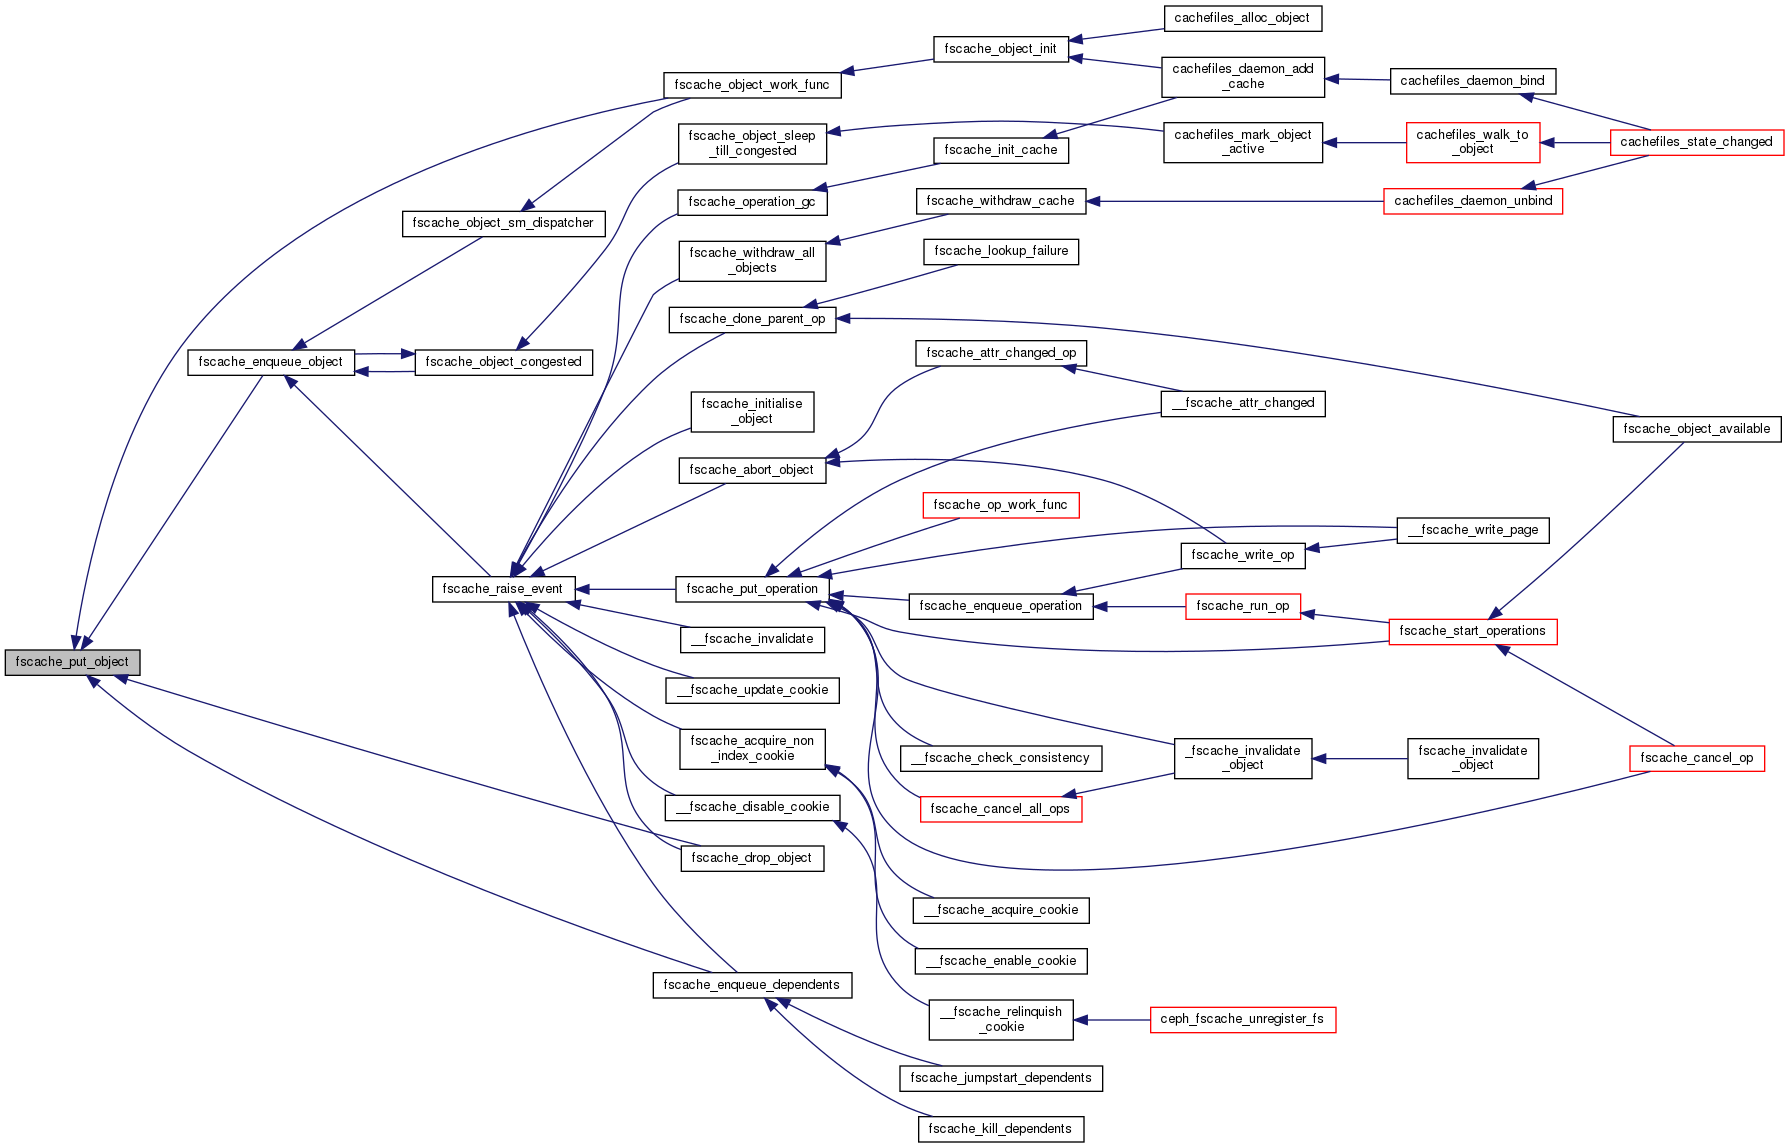 cachefiles_alloc_object
fscache_object_init
cachefiles_daemon_add
_cache
cachefiles_daemon_bind
fscache_object_work_func
fscache_object_sleep
_till_congested
cachefiles_mark_object
_active
cachefiles_walk_to
_object
cachefiles_state_changed
fscache_init_cache
fscache_operation_gc
fscache_withdraw_cache
cachefiles_daemon_unbind
fscache_object_sm_dispatcher
fscache_withdraw_all
_objects
fscache_lookup_failure
fscache_done_parent_op
fscache_enqueue_object
fscache_object_congested
fscache_attr_changed_op
fscache_initialise
_object
__fscache_attr_changed
fscache_object_available
fscache_abort_object
fscache_op_work_func
__fscache_write_page
fscache_write_op
fscache_raise_event
fscache_put_operation
fscache_enqueue_operation
fscache_run_op
fscache_start_operations
__fscache_invalidate
fscache_put_object
__fscache_update_cookie
fscache_acquire_non
_index_cookie
__fscache_check_consistency
_fscache_invalidate
_object
fscache_invalidate
_object
fscache_cancel_op
__fscache_disable_cookie
fscache_cancel_all_ops
fscache_drop_object
__fscache_acquire_cookie
__fscache_enable_cookie
fscache_enqueue_dependents
__fscache_relinquish
_cookie
ceph_fscache_unregister_fs
fscache_jumpstart_dependents
fscache_kill_dependents